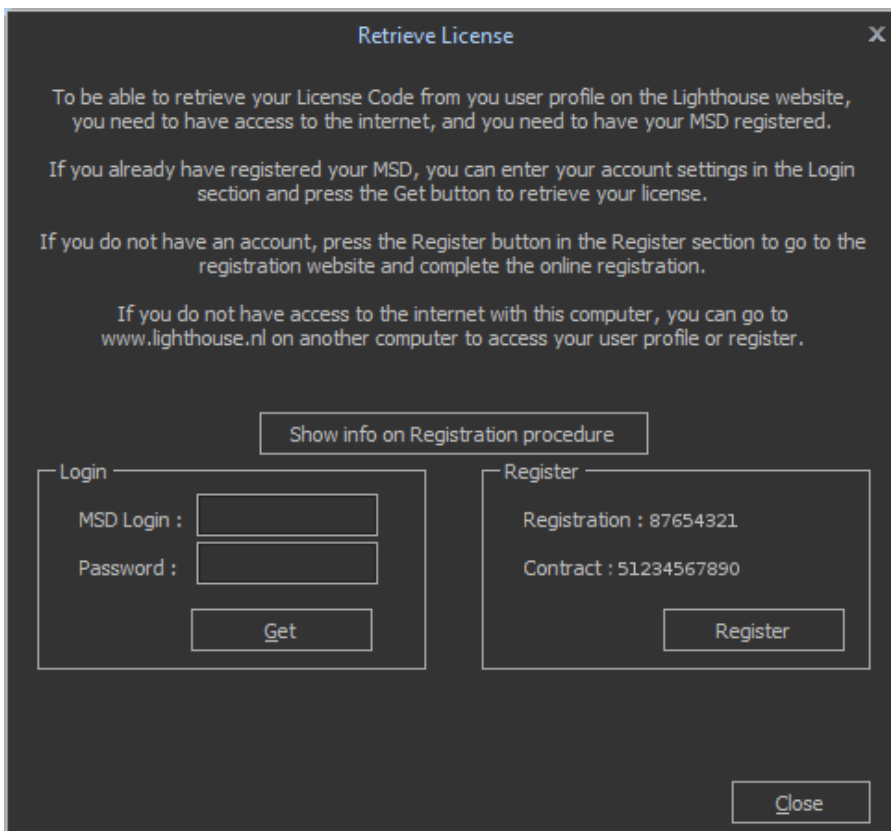 Retrieve License
X
To be able to retrieve your License Code from you user profile on the Lighthouse website,
you need to have access to the internet, and you need to have your MSD registered.
If you already have registered your MSD, you can enter your account settings in the Login
section and press the Get button to retrieve your license.
If you do not have an account, press the Register button in the Register section to go to the
registration website and complete the online registration.
If you do not have access to the internet with this computer, you can go to
www.lighthouse.nl on another computer to access your user profile or register.
Show info on Registration procedure
Login
MSD Login :
Password :
Get
Register
Registration : 87654321
Contract : 51234567890
Register
Close